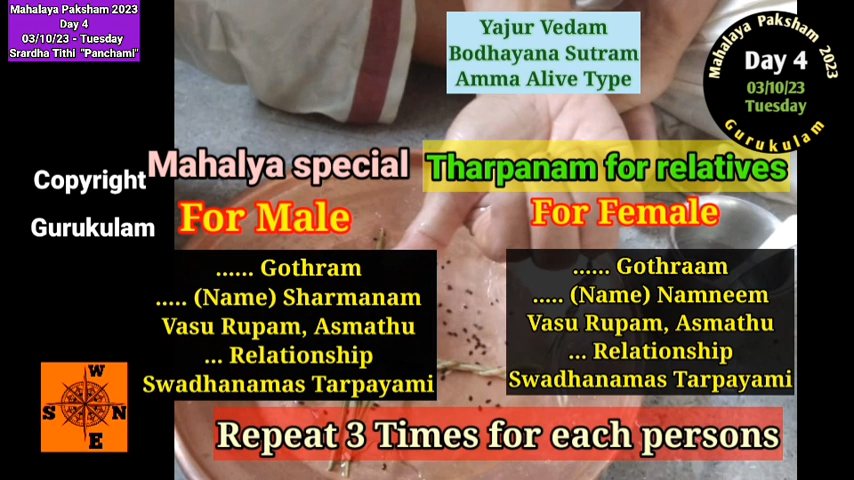 Mahalaya Paksham 2023
Day 4
03/10/23 - Tuesday
Srardha Tithi "Panchami"
Yajur Vedam
Bodhayana Sutram
Amma Alive Type
Mahalaya Paksham 2023
Day 4
03/10/23
Tuesday
Gurukulam
Copyright
Gurukulam
Mahalya special
Tharpanam for relatives
For Male
...... Gothram
..... (Name) Sharmanam
Vasu Rupam, Asmathu
... Relationship
Swadhanamas Tarpayami
For Female
...... Gothraam
..... (Name) Namneem
Vasu Rupam, Asmathu
... Relationship
Swadhanamas Tarpayami
W
S N
E
Repeat 3 Times for each persons